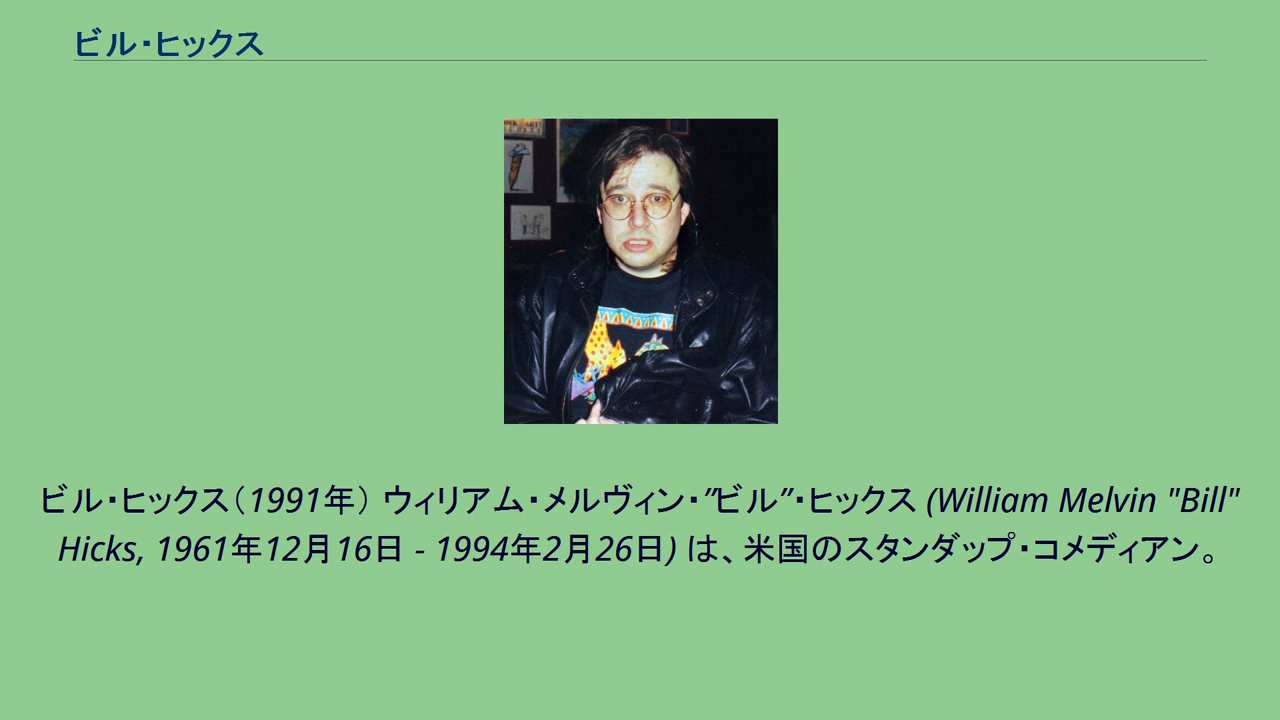 ビル・ヒックス
ビル・ヒックス（1991年） ウィリアム・メルヴィン・″ビル″・ヒックス (William Melvin "Bill"
Hicks, 1961年12月16日 - 1994年2月26日) は、米国のスタンダップ・コメディアン。